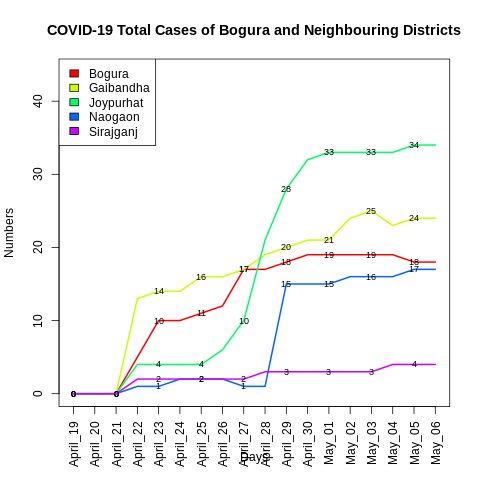 COVID-19 Total Cases of Bogura and Neighbouring Districts
Bogura
Gaibandha
Joypurhat
Naogaon
Sirajganj
Numbers
40
30
20
10
0
33 33 34
28
25 24
20 21
19 19 18
18
17
17 16
15 15
16
14
11
10
10
4 4
2 2 2
1 1
3 3 3 4
0 0
April_19 April_20 April_21 April_22 April_23 April_24 April_25 April_26 April_27 April_28 April_29 April_30 May_01 May_02 May_03 May_04 May_05 May_06
Days